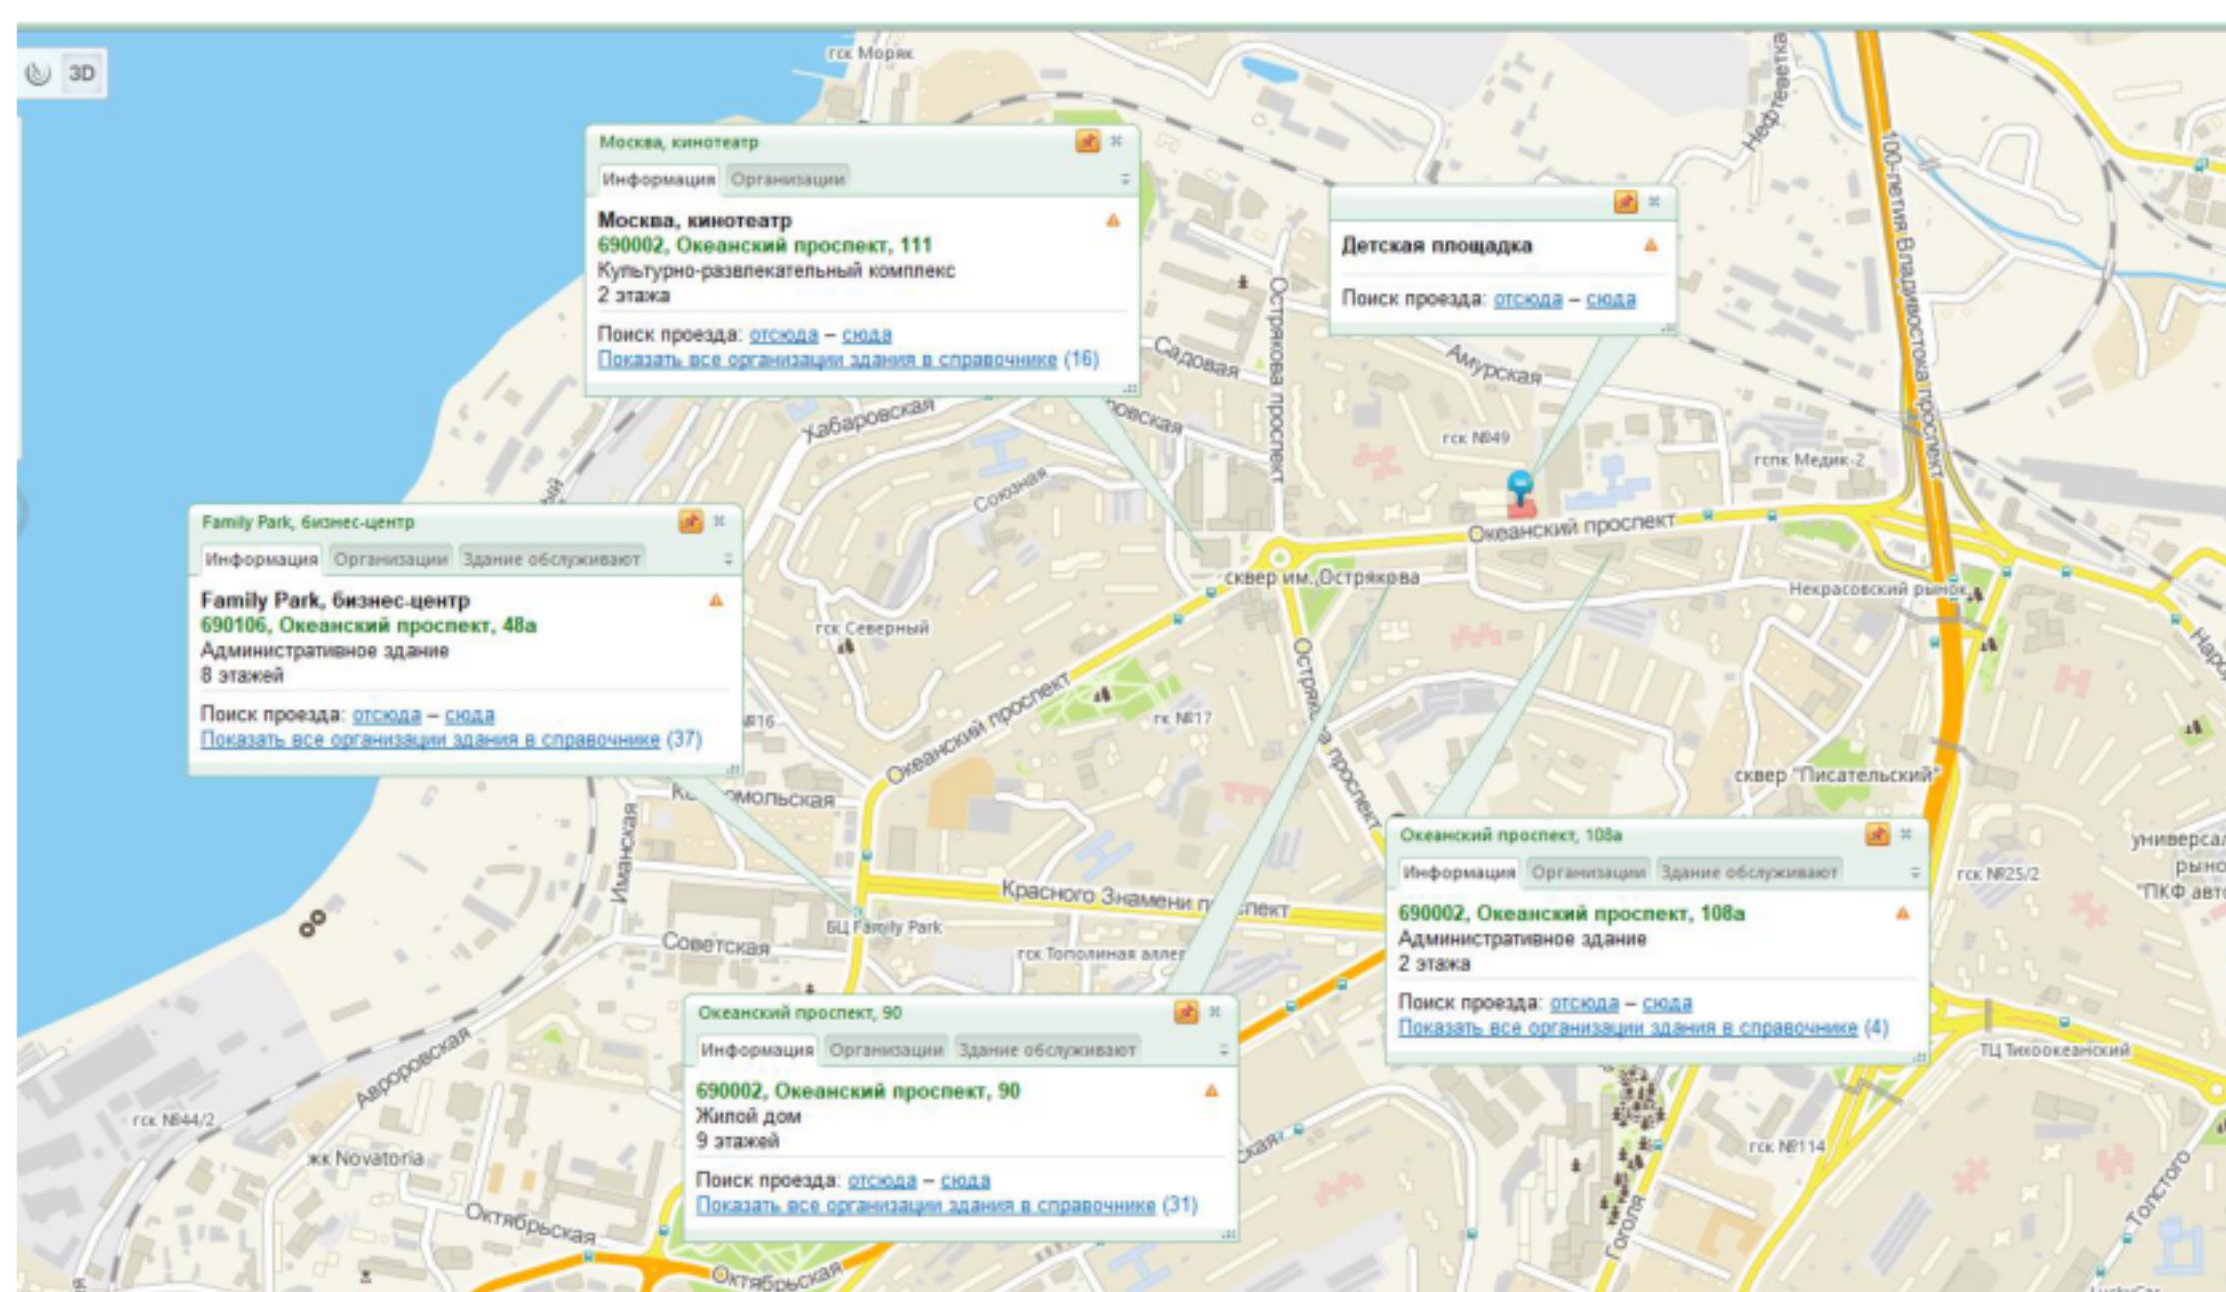 3D
гск Моряк
Нефтеветка
100-летия Владивостока проспект
Москва, кинотеатр
Информация Организации
Москва, кинотеатр
690002, Океанский проспект, 111
Культурно-развлекательный комплекс
2 этажа
Поиск проезда: отсюда – сюда
Показать все организации здания в справочнике (16)
Детская площадка
Поиск проезда: отсюда – сюда
Острякова проспект
Садовая
Амурская
Хабаровская
гск №49
гспк Медик-2
Союзная
Океанский проспект
Family Park, бизнес-центр
Информация Организации Здание обслуживают
Family Park, бизнес-центр
690106, Океанский проспект, 48а
Административное здание
8 этажей
Поиск проезда: отсюда – сюда
Показать все организации здания в справочнике (37)
сквер им. Острякова
Некрасовский рынок
гск Северный
Острякова проспект
Океанский проспект
№16
гк №17
сквер "Писательский"
мольская
Иманская
Океанский проспект, 108а
Информация Организации Здание обслуживают
690002, Океанский проспект, 108а
Административное здание
2 этажа
Поиск проезда: отсюда – сюда
Показать все организации здания в справочнике (4)
гск №25/2
"ПКФ авто
Красного Знамени проспект
БЦ Family Park
Советская
гск Тополиная аллея
Океанский проспект, 90
Информация Организации Здание обслуживают
690002, Океанский проспект, 90
Жилой дом
9 этажей
Поиск проезда: отсюда – сюда
Показать все организации здания в справочнике (31)
ТЦ Тихоокеанский
Авроровская
гск №44/2
жк Novatoria
гск №114
Гоголя
Толстого
Октябрьская
Октябрьская